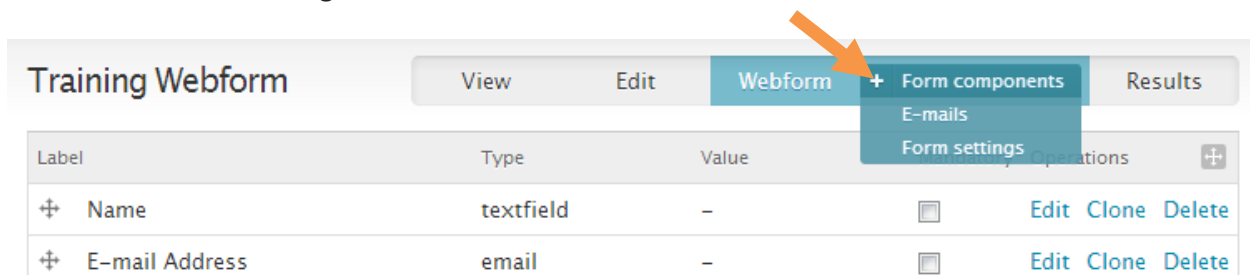 Training Webform View Edit Webform + Form components Results
E-mails
Form settings
Label Type Value Mandatory Operations
Name textfield – Edit Clone Delete
E-mail Address email – Edit Clone Delete